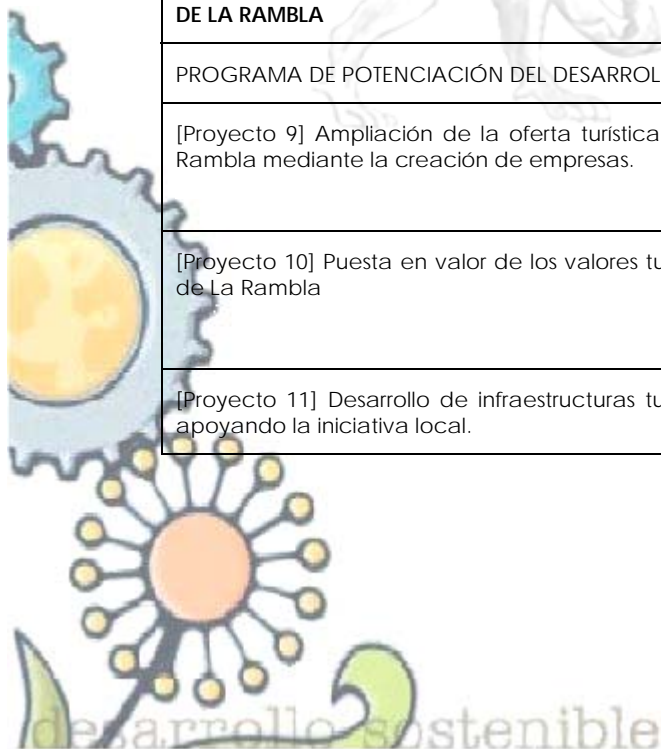 DE LA RAMBLA
PROGRAMA DE POTENCIACIÓN DEL DESARROL
[Proyecto 9] Ampliación de la oferta turística
Rambla mediante la creación de empresas.
[Proyecto 10] Puesta en valor de los valores tu
de La Rambla
[Proyecto 11] Desarrollo de infraestructuras tu
apoyando la iniciativa local.
desarrollo sostenible